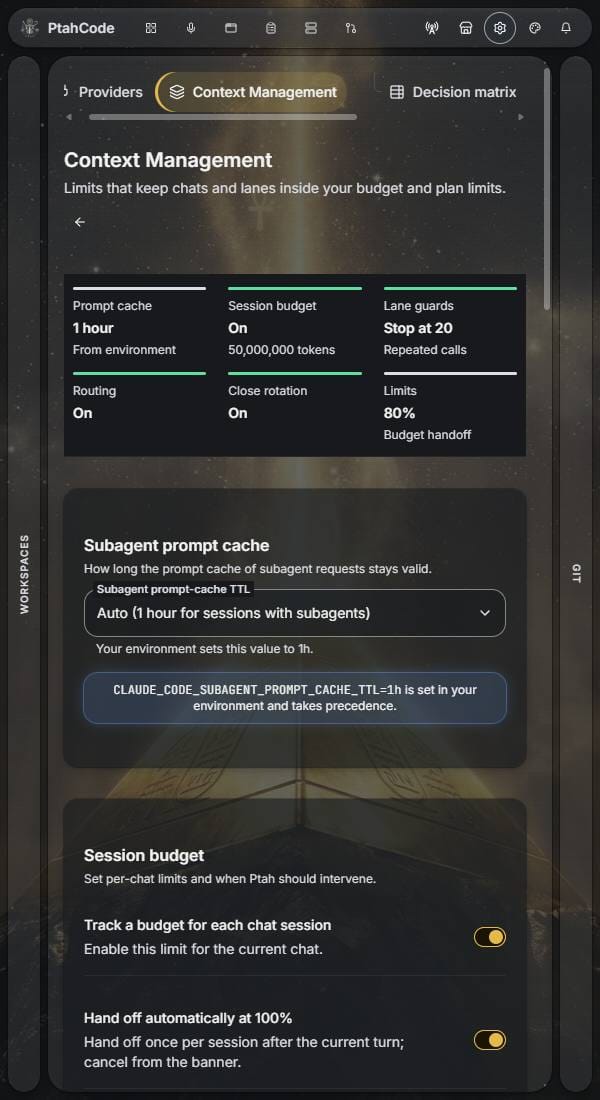 PtahCode
Providers
Context Management
Decision matrix
Context Management
Limits that keep chats and lanes inside your budget and plan limits.
Prompt cache
1 hour
From environment
Session budget
On
50,000,000 tokens
Lane guards
Stop at 20
Repeated calls
Routing
On
Close rotation
On
Limits
80%
Budget handoff
WORKSPACES
GIT
Subagent prompt cache
How long the prompt cache of subagent requests stays valid.
Subagent prompt-cache TTL
Auto (1 hour for sessions with subagents)
Your environment sets this value to 1h.
CLAUDE_CODE_SUBAGENT_PROMPT_CACHE_TTL=1h is set in your
environment and takes precedence.
Session budget
Set per-chat limits and when Ptah should intervene.
Track a budget for each chat session
Enable this limit for the current chat.
Hand off automatically at 100%
Hand off once per session after the current turn;
cancel from the banner.